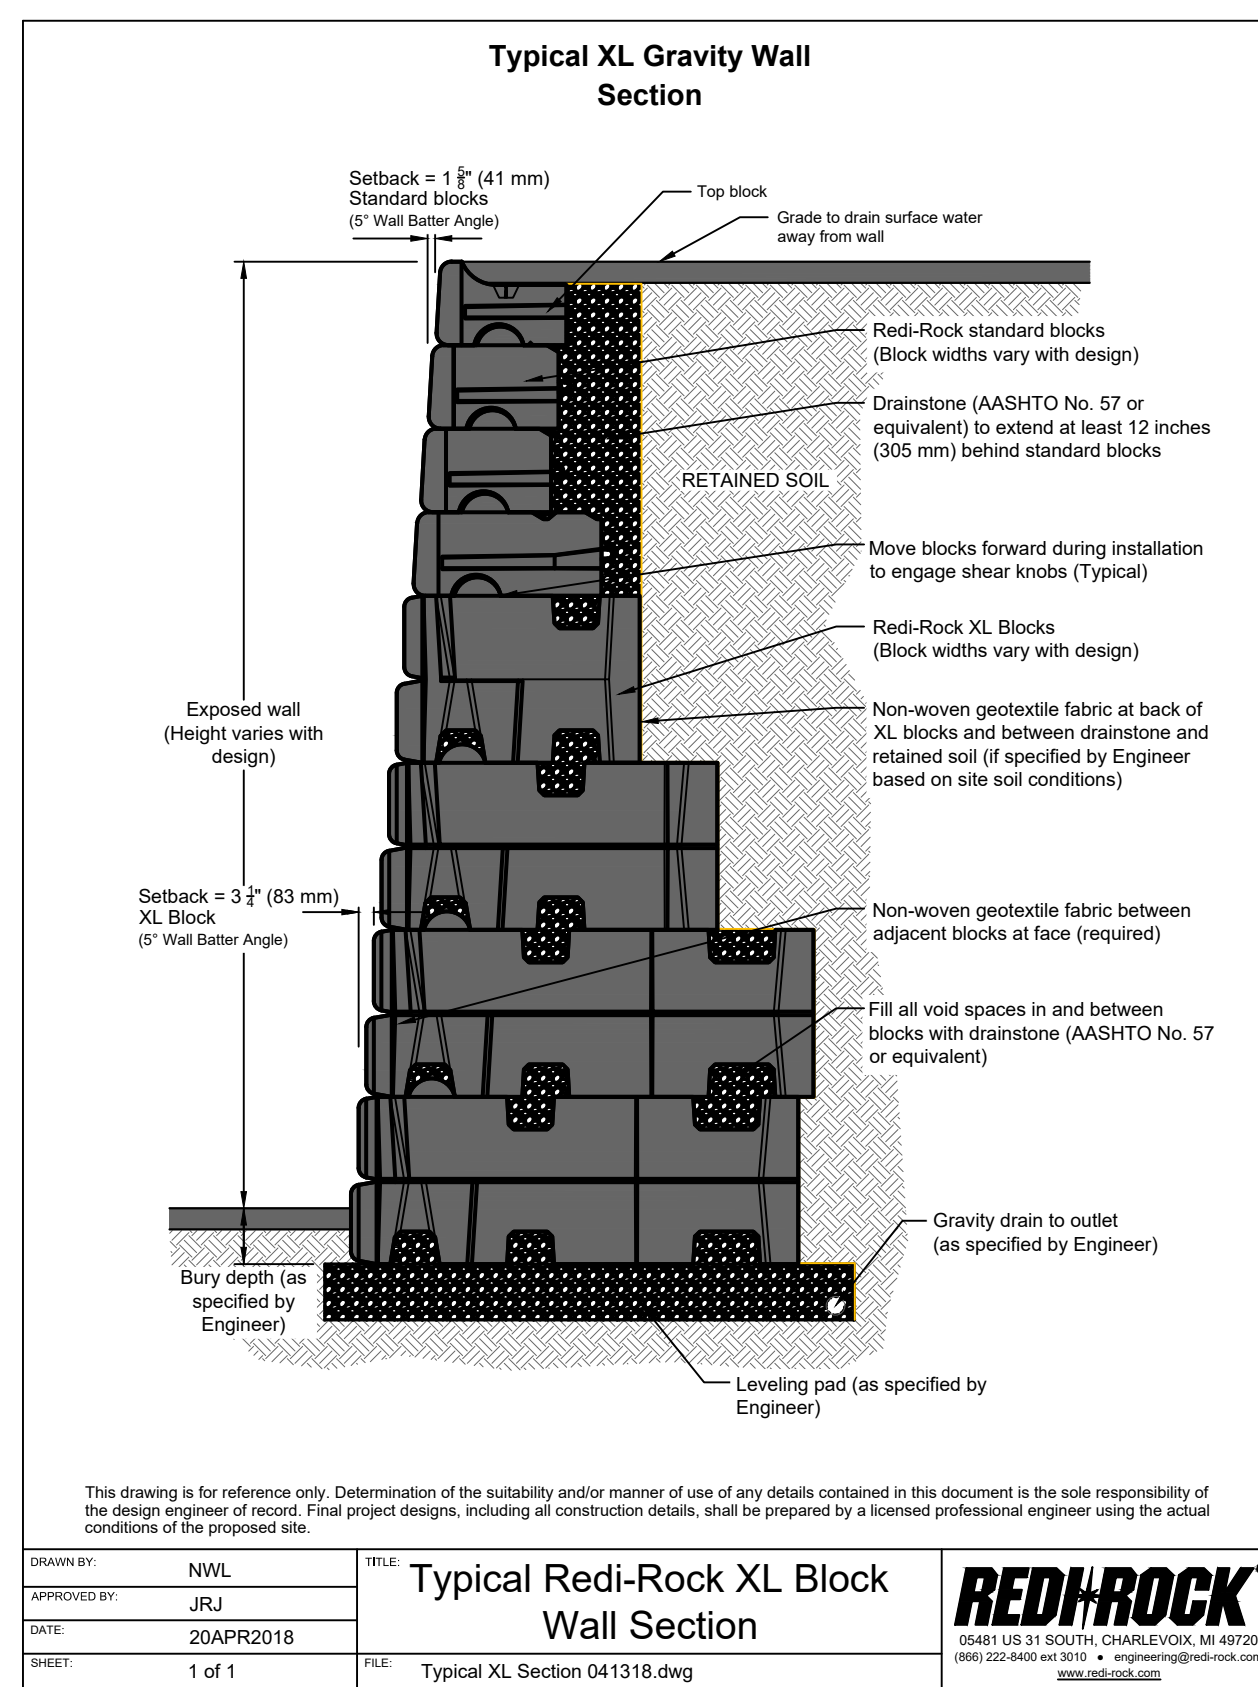 Typical XL Gravity Wall
Section
Setback = 1 5/8" (41 mm)
Standard blocks
(5° Wall Batter Angle)
Top block
Grade to drain surface water
away from wall
Redi-Rock standard blocks
(Block widths vary with design)
Drainstone (AASHTO No. 57 or
equivalent) to extend at least 12 inches
(305 mm) behind standard blocks
RETAINED SOIL
Move blocks forward during installation
to engage shear knobs (Typical)
Redi-Rock XL Blocks
(Block widths vary with design)
Exposed wall
(Height varies with
design)
Non-woven geotextile fabric at back of
XL blocks and between drainstone and
retained soil (if specified by Engineer
based on site soil conditions)
Setback = 3 1/4" (83 mm)
XL Block
(5° Wall Batter Angle)
Non-woven geotextile fabric between
adjacent blocks at face (required)
Fill all void spaces in and between
blocks with drainstone (AASHTO No. 57
or equivalent)
Gravity drain to outlet
(as specified by Engineer)
Bury depth (as
specified by
Engineer)
Leveling pad (as specified by
Engineer)
This drawing is for reference only. Determination of the suitability and/or manner of use of any details contained in this document is the sole responsibility of
the design engineer of record. Final project designs, including all construction details, shall be prepared by a licensed professional engineer using the actual
conditions of the proposed site.
DRAWN BY: NWL
APPROVED BY: JRJ
DATE: 20APR2018
SHEET: 1 of 1
TITLE: Typical Redi-Rock XL Block
Wall Section
FILE: Typical XL Section 041318.dwg
REDI-ROCK
05481 US 31 SOUTH, CHARLEVOIX, MI 49720
(866) 222-8400 ext 3010 ● engineering@redi-rock.com
www.redi-rock.com